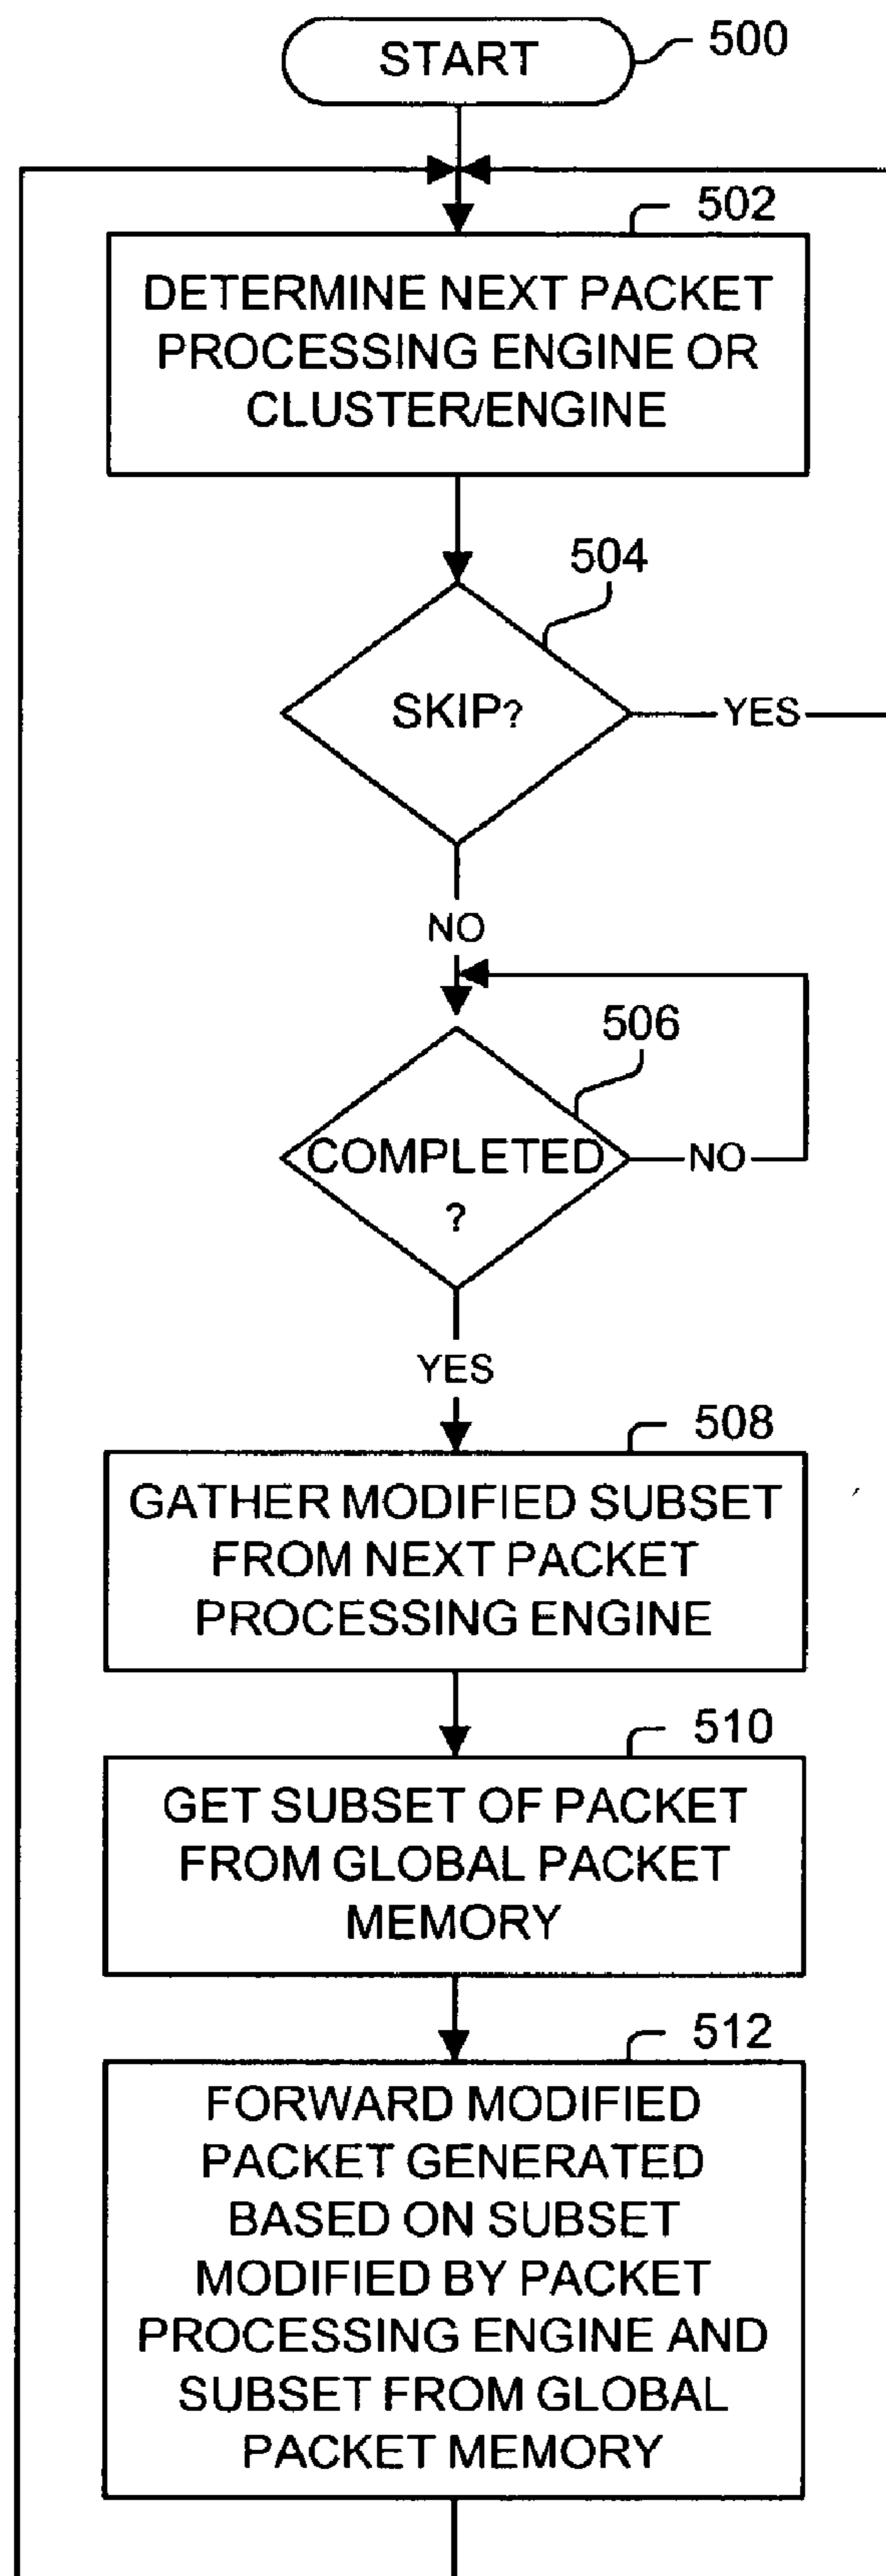 START
500
502
DETERMINE NEXT PACKET
PROCESSING ENGINE OR
CLUSTER/ENGINE
504
SKIP?
YES
NO
506
COMPLETED
?
NO
YES
508
GATHER MODIFIED SUBSET
FROM NEXT PACKET
PROCESSING ENGINE
510
GET SUBSET OF PACKET
FROM GLOBAL PACKET
MEMORY
512
FORWARD MODIFIED
PACKET GENERATED
BASED ON SUBSET
MODIFIED BY PACKET
PROCESSING ENGINE AND
SUBSET FROM GLOBAL
PACKET MEMORY